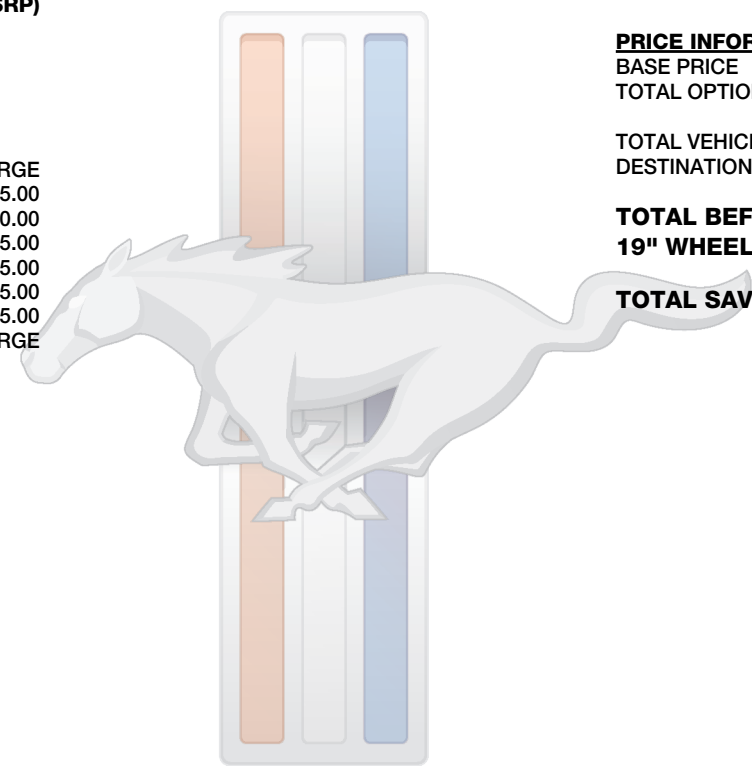 SRP)
RGE
5.00
0.00
5.00
5.00
5.00
5.00
RGE
PRICE INFOR
BASE PRICE
TOTAL OPTIO
TOTAL VEHICL
DESTINATION
TOTAL BEF
19" WHEEL
TOTAL SAV